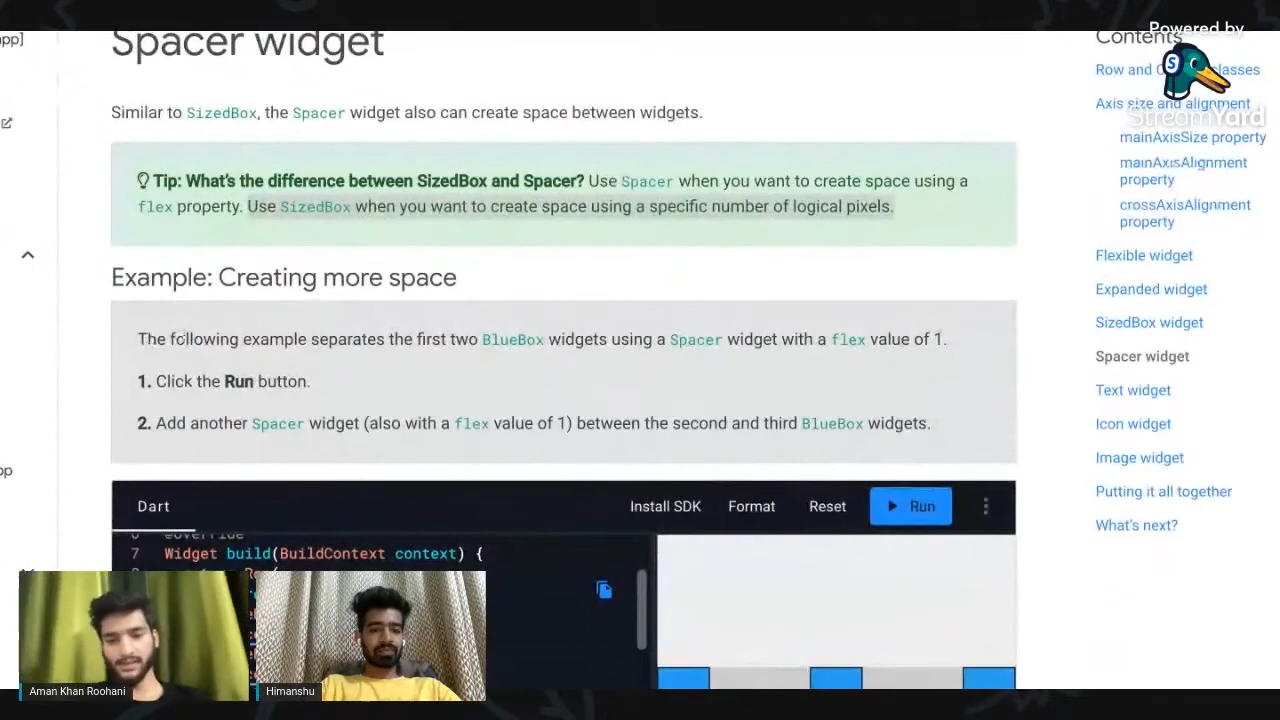 Powered by
StreamYard
app]
Spacer widget
Similar to SizedBox, the Spacer widget also can create space between widgets.
Tip: What's the difference between SizedBox and Spacer? Use Spacer when you want to create space using a
flex property. Use SizedBox when you want to create space using a specific number of logical pixels.
Example: Creating more space
The following example separates the first two BlueBox widgets using a Spacer widget with a flex value of 1.
1. Click the Run button.
2. Add another Spacer widget (also with a flex value of 1) between the second and third BlueBox widgets.
Dart
Install SDK
Format
Reset
Run
6 @override
7 Widget build(BuildContext context) {
Contents
Row and classes
Axis size and alignment
mainAxisSize property
mainAxisAlignment
property
crossAxisAlignment
property
Flexible widget
Expanded widget
SizedBox widget
Spacer widget
Text widget
Icon widget
Image widget
Putting it all together
What's next?
Aman Khan Roohani
Himanshu